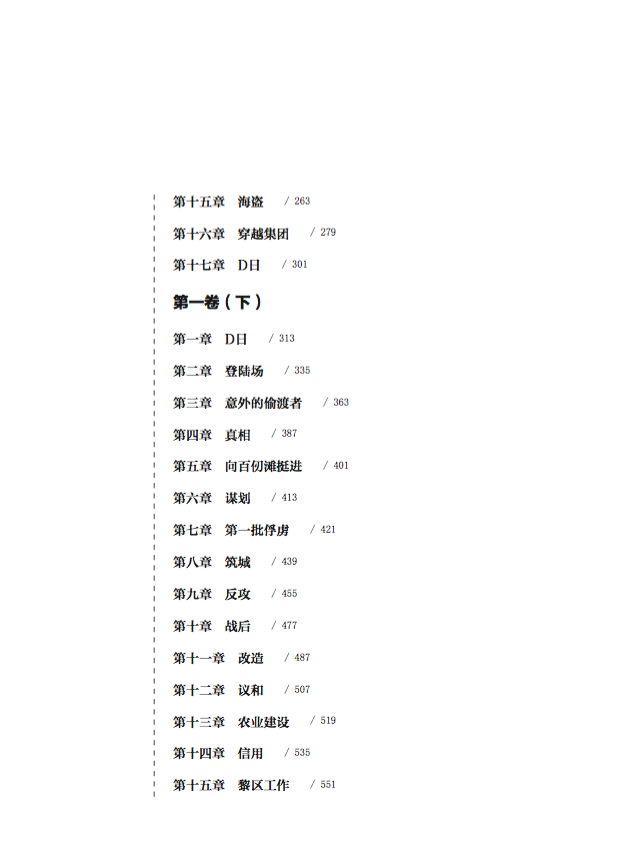 第十五章 海盗 / 263
第十六章 穿越集团 / 279
第十七章 D日 / 301
第一卷（下）
第一章 D日 / 313
第二章 登陆场 / 335
第三章 意外的偷渡者 / 363
第四章 真相 / 387
第五章 向百仞滩挺进 / 401
第六章 谋划 / 413
第七章 第一批俘虏 / 421
第八章 筑城 / 439
第九章 反攻 / 455
第十章 战后 / 477
第十一章 改造 / 487
第十二章 议和 / 507
第十三章 农业建设 / 519
第十四章 信用 / 535
第十五章 黎区工作 / 551